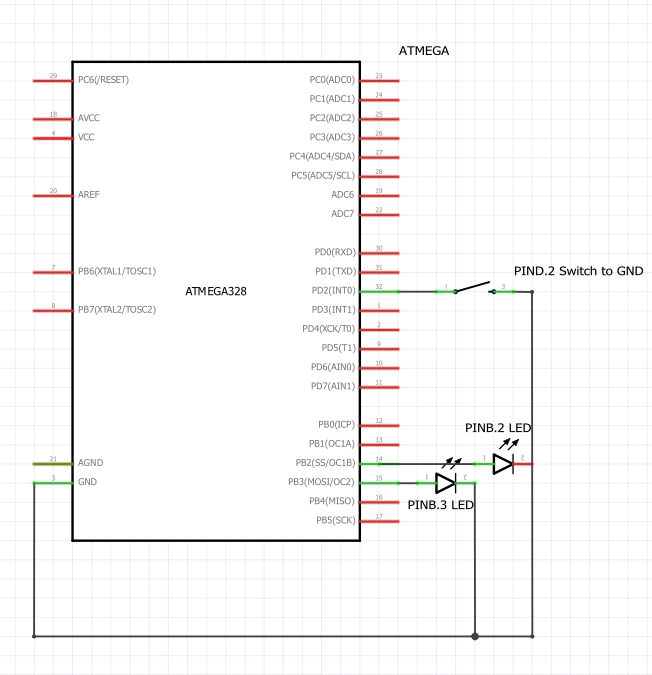 ATMEGA
29 PC6(/RESET) PC0(ADC0) 23
PC1(ADC1) 24
18 AVCC PC2(ADC2) 25
4 VCC PC3(ADC3) 26
PC4(ADC4/SDA) 27
PC5(ADC5/SCL) 28
20 AREF ADC6 19
ADC7 22
PD0(RXD) 30
7 PB6(XTAL1/TOSC1) PD1(TXD) 31
PIND.2 Switch to GND
ATMEGA328 PD2(INT0) 32 1 3
8 PB7(XTAL2/TOSC2) PD3(INT1) 1
PD4(XCK/T0) 2
PD5(T1) 9
PD6(AIN0) 10
PD7(AIN1) 11
PB0(ICP) 12
PINB.2 LED
PB1(OC1A) 13
21 AGND PB2(SS/OC1B) 14 1 2
3 GND PB3(MOSI/OC2) 15 1 2
PB4(MISO) 16
PINB.3 LED
PB5(SCK) 17